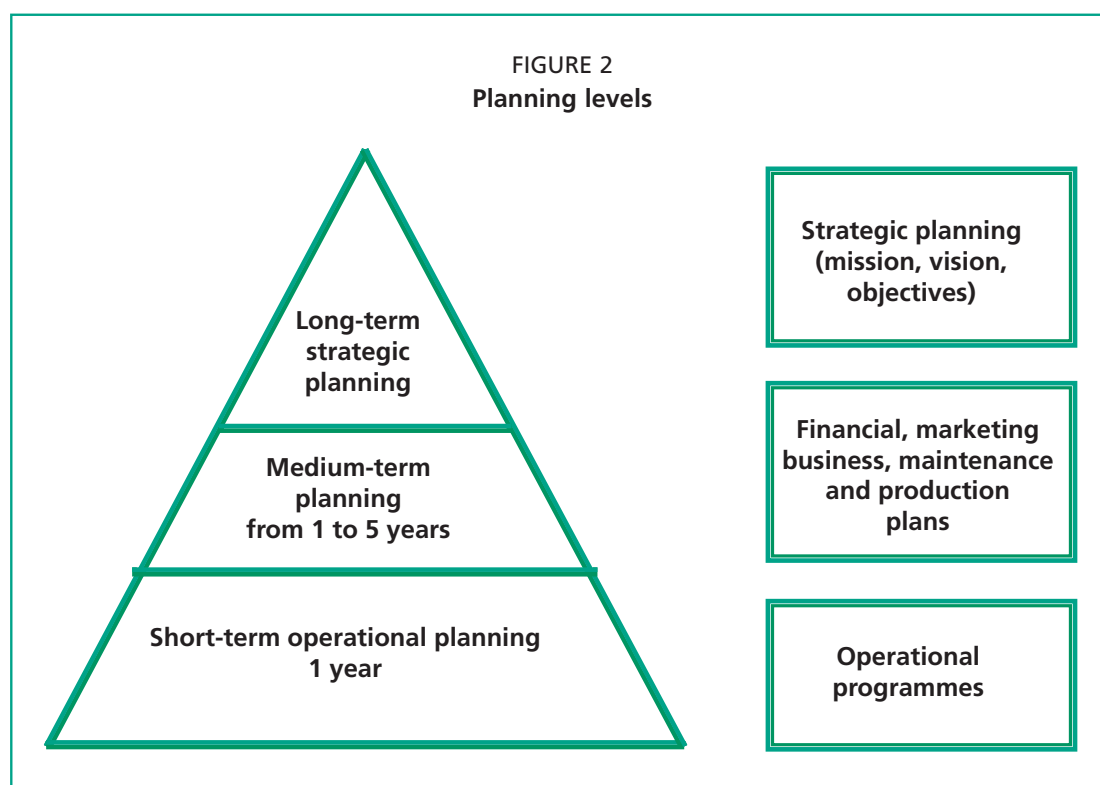 FIGURE 2
Planning levels
Long-term
strategic
planning
Medium-term
planning
from 1 to 5 years
Short-term operational planning
1 year
Strategic planning
(mission, vision,
objectives)
Financial, marketing
business, maintenance
and production
plans
Operational
programmes